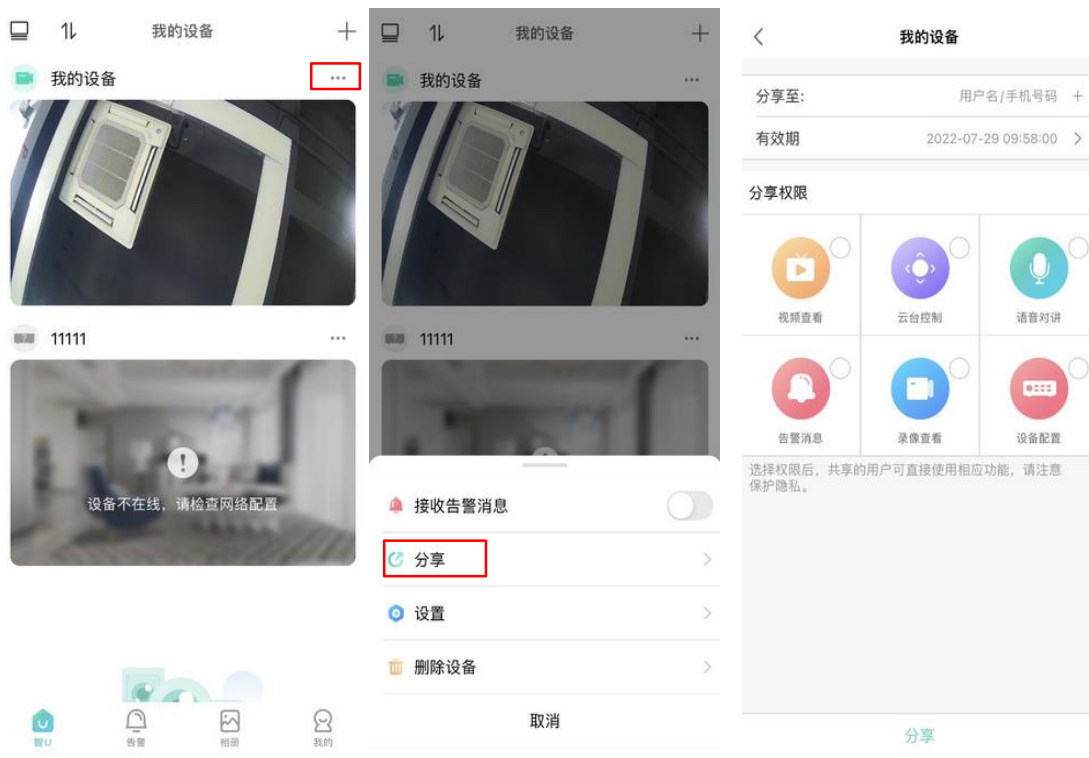 我的设备
我的设备
11111
设备不在线，请检查网络配置
智U
告警
相册
我的
我的设备
我的设备
11111
接收告警消息
分享
设置
删除设备
取消
我的设备
分享至: 用户名/手机号码
有效期 2022-07-29 09:58:00
分享权限
视频查看 云台控制 语音对讲
告警消息 录像查看 设备配置
选择权限后，共享的用户可直接使用相应功能，请注意
保护隐私。
分享